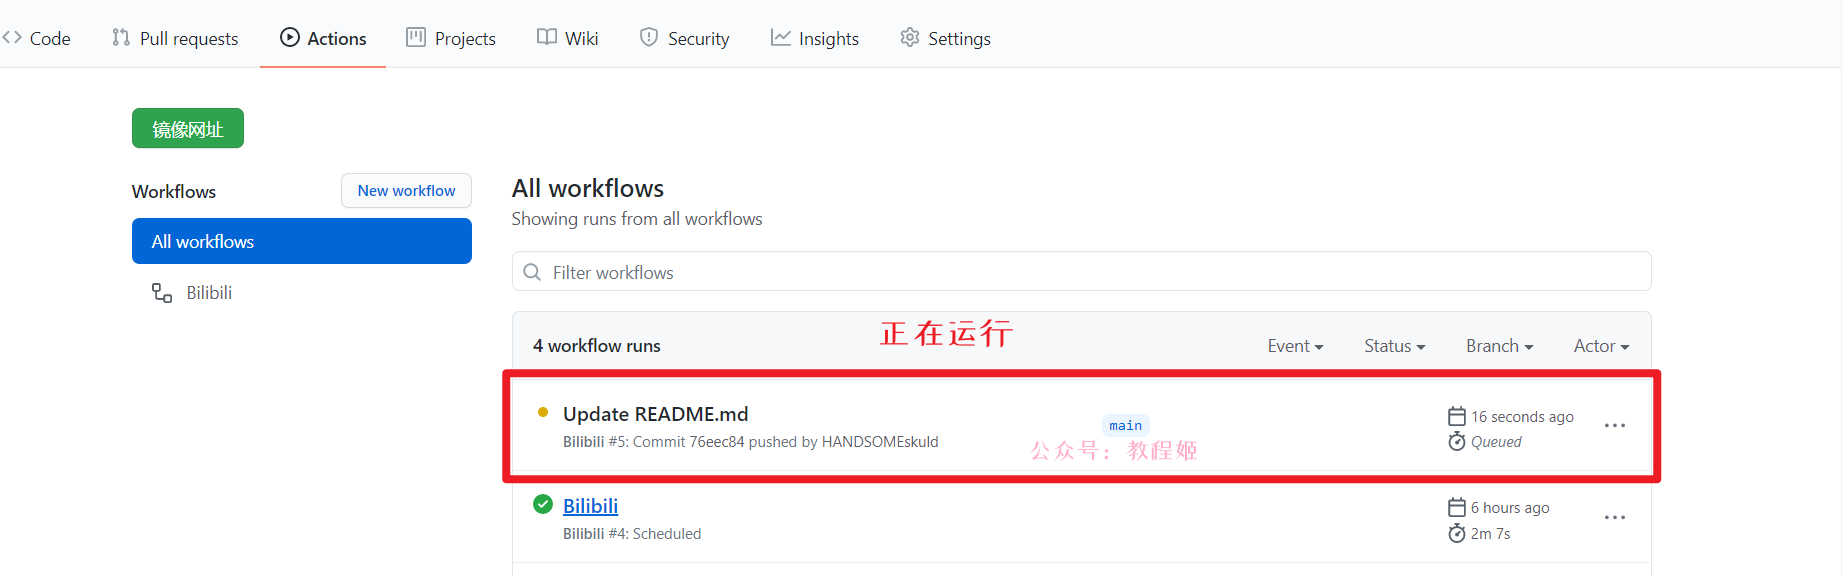 Code Pull requests Actions Projects Wiki Security Insights Settings
镜像网址
Workflows New workflow
All workflows
Bilibili
All workflows
Showing runs from all workflows
Filter workflows
正在运行
4 workflow runs Event Status Branch Actor
Update README.md
Bilibili #5: Commit 76eec84 pushed by HANDSOMEskuld
main
公众号：教程姬
16 seconds ago
Queued
Bilibili
Bilibili #4: Scheduled
6 hours ago
2m 7s